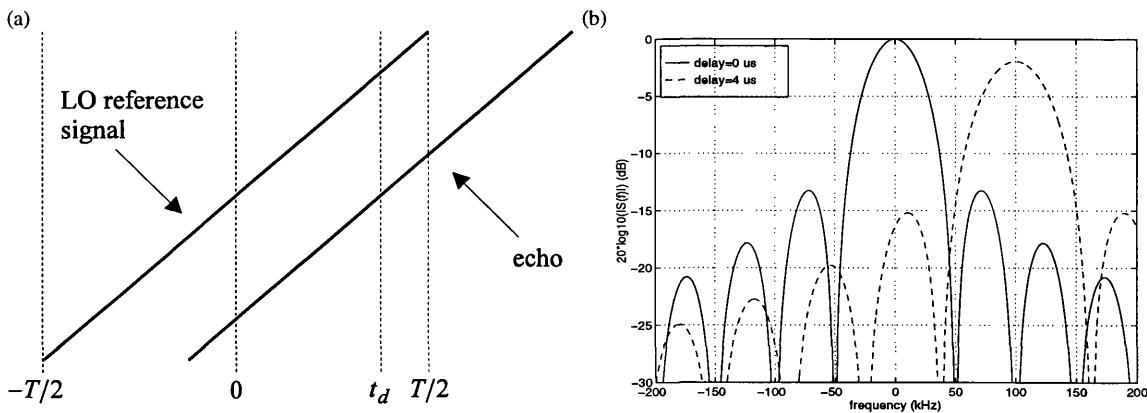 (a)
LO reference
signal
echo
−T/2
0
t_d
T/2
(b)
delay=0 us
delay=4 us
20*log10(|S(f)|) (dB)
0
−5
−10
−15
−20
−25
−30
−200
−150
−100
−50
0
50
100
150
200
frequency (kHz)